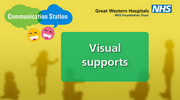 Communication Station
Great Western Hospitals
NHS
NHS Foundation Trust
Visual
supports